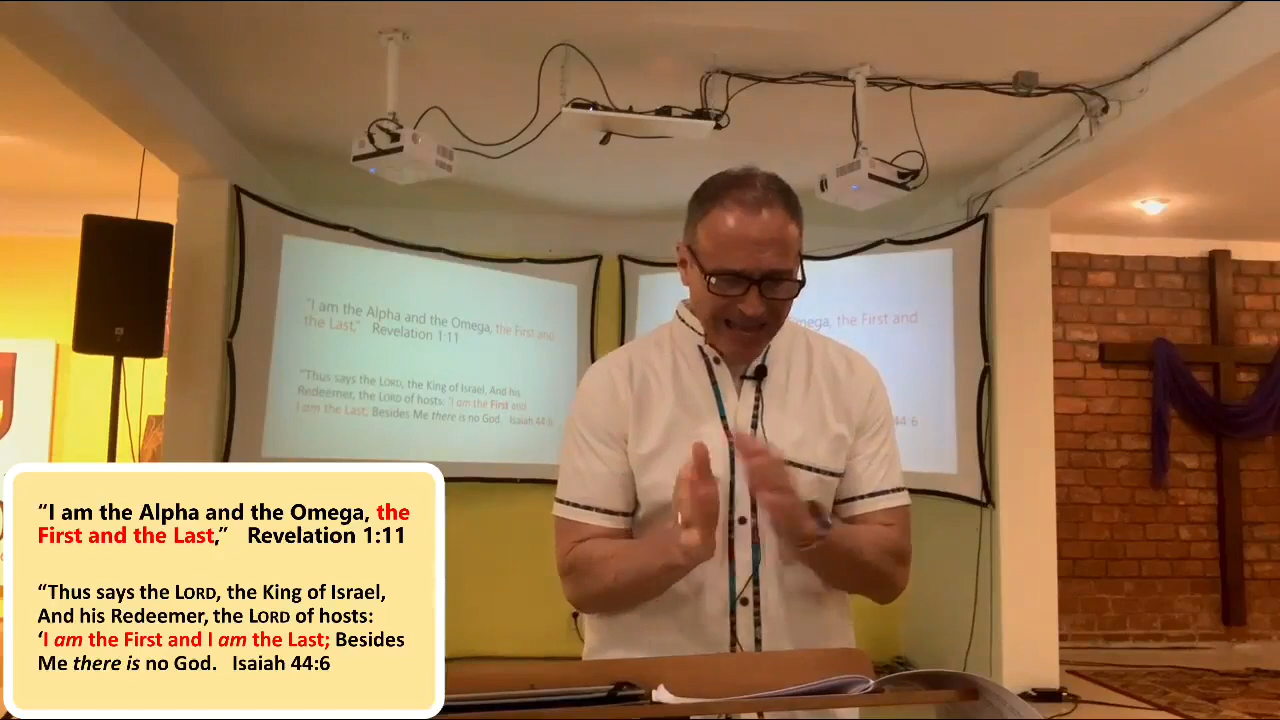 "I am the Alpha and the Omega, the First and
the Last," Revelation 1:11
"Thus says the LORD, the King of Israel, And his
Redeemer, the LORD of hosts: 'I am the First and
I am the Last; Besides Me there is no God. Isaiah 44:6
omega, the First and
44:6
"I am the Alpha and the Omega, the
First and the Last," Revelation 1:11
"Thus says the LORD, the King of Israel,
And his Redeemer, the LORD of hosts:
'I am the First and I am the Last; Besides
Me there is no God. Isaiah 44:6